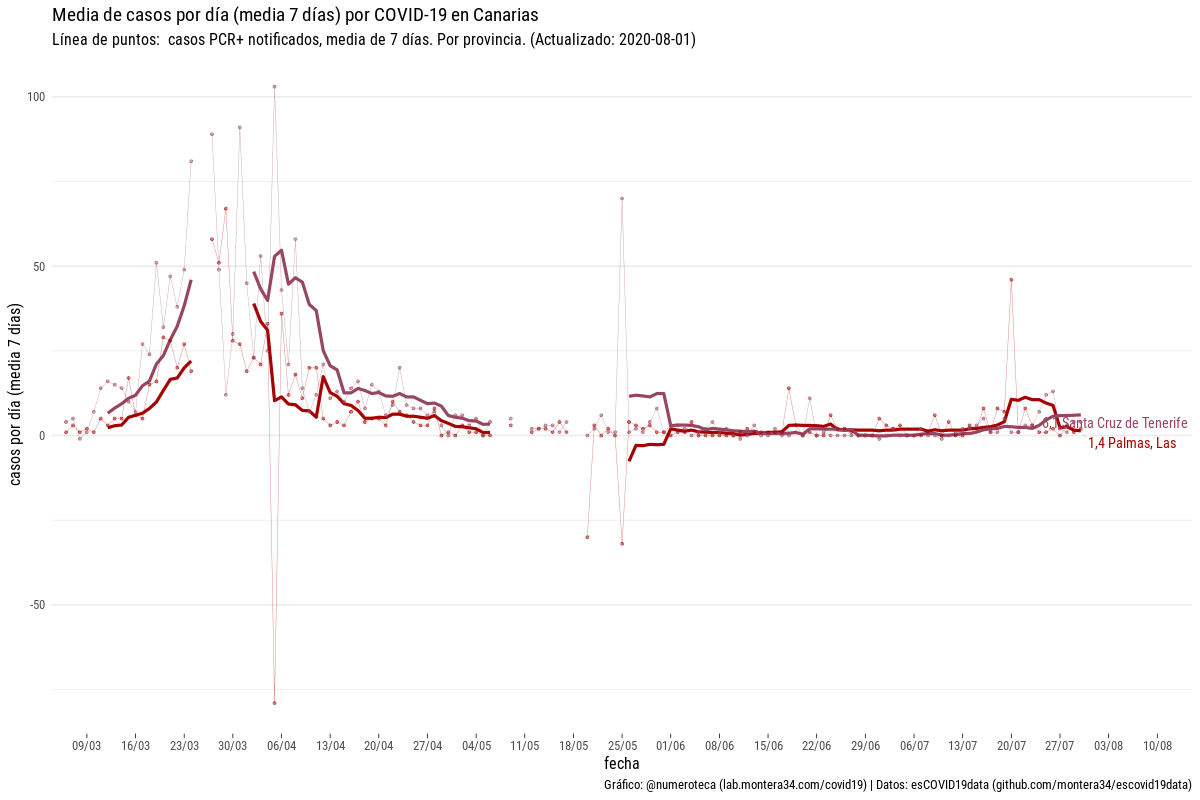 Media de casos por día (media 7 días) por COVID-19 en Canarias
Línea de puntos:  casos PCR+ notificados, media de 7 días. Por provincia. (Actualizado: 2020-08-01)
casos por día (media 7 días)
100
50
0
-50
Santa Cruz de Tenerife
1,4 Palmas, Las
09/03 16/03 23/03 30/03 06/04 13/04 20/04 27/04 04/05 11/05 18/05 25/05 01/06 08/06 15/06 22/06 29/06 06/07 13/07 20/07 27/07 03/08 10/08
fecha
Gráfico: @numeroteca (lab.montera34.com/covid19) | Datos: esCOVID19data (github.com/montera34/escovid19data)